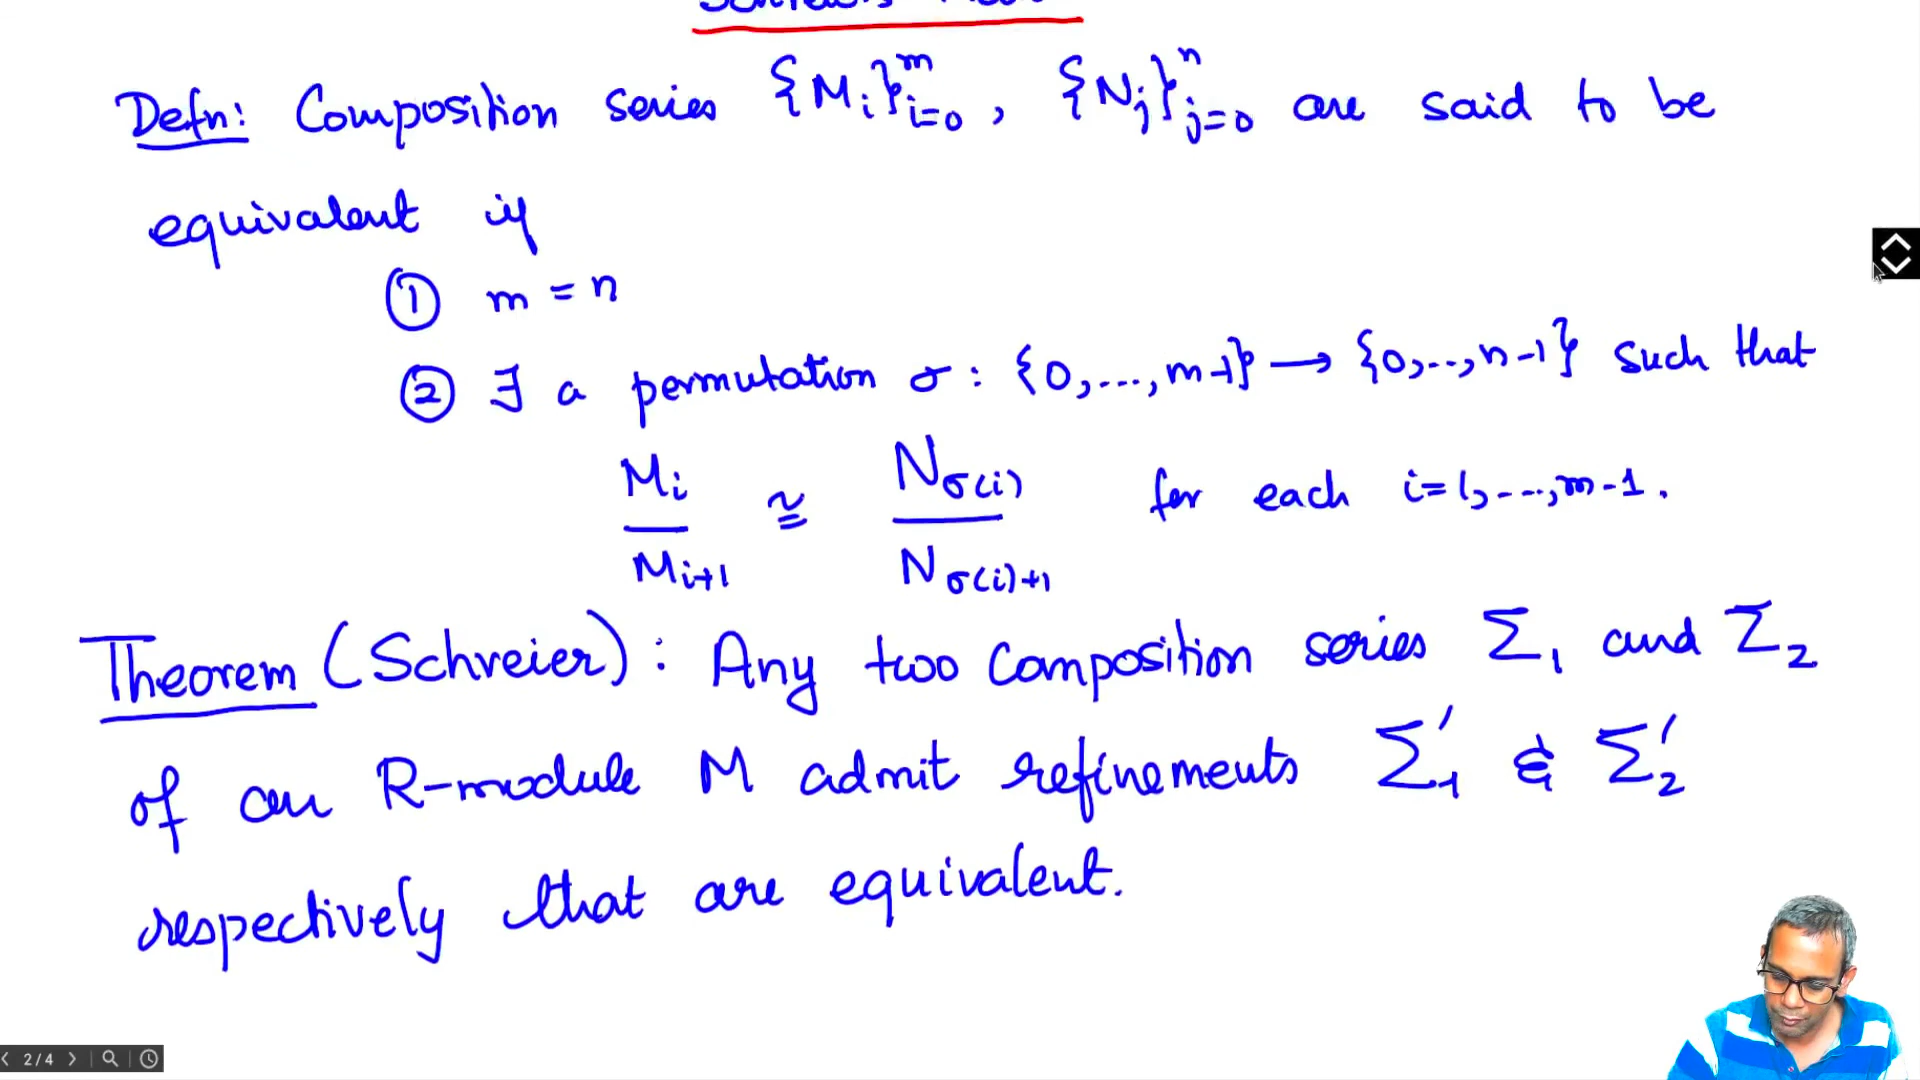 Defn: Composition series {M_i}_{i=0}^m, {N_j}_{j=0}^n are said to be
equivalent if
① m = n
② ∃ a permutation σ: {0,...,m-1} → {0,...,n-1} such that
M_i / M_{i+1} ≅ N_{σ(i)} / N_{σ(i)+1} for each i=1,...,m-1.
Theorem (Schreier): Any two composition series Σ_1 and Σ_2
of an R-module M admit refinements Σ_1' & Σ_2'
respectively that are equivalent.
2/4